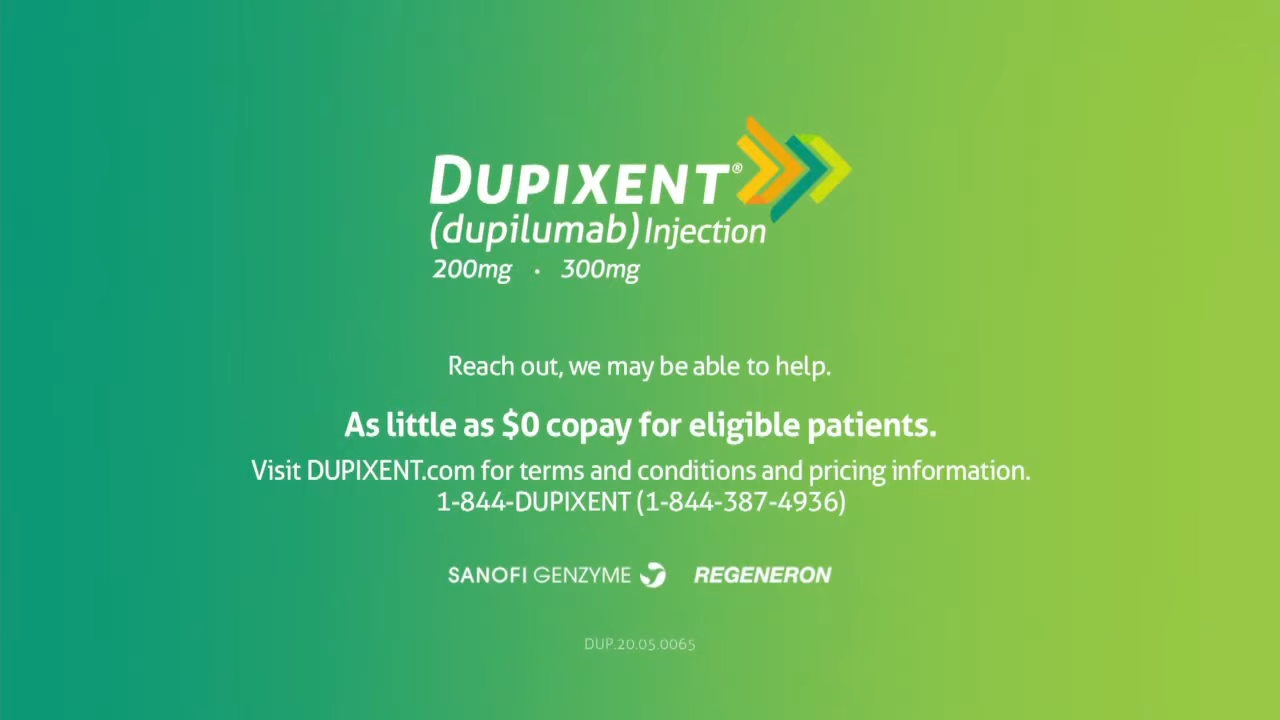 DUPIXENT®
(dupilumab) Injection
200mg · 300mg
Reach out, we may be able to help.
As little as $0 copay for eligible patients.
Visit DUPIXENT.com for terms and conditions and pricing information.
1-844-DUPIXENT (1-844-387-4936)
SANOFI GENZYME REGENERON
DUP.20.05.0065